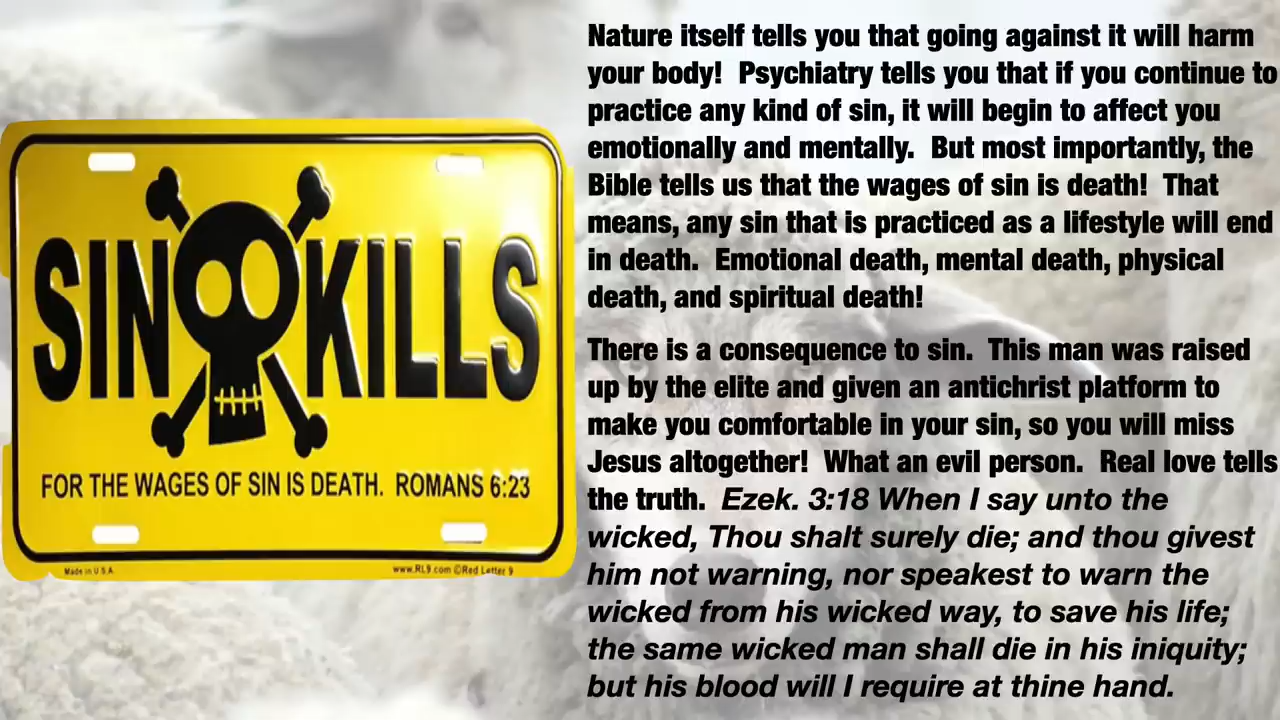 SIN KILLS
FOR THE WAGES OF SIN IS DEATH. ROMANS 6:23
Made in U.S.A.
www.RL9.com ©Red Letter 9
Nature itself tells you that going against it will harm
your body! Psychiatry tells you that if you continue to
practice any kind of sin, it will begin to affect you
emotionally and mentally. But most importantly, the
Bible tells us that the wages of sin is death! That
means, any sin that is practiced as a lifestyle will end
in death. Emotional death, mental death, physical
death, and spiritual death!
There is a consequence to sin. This man was raised
up by the elite and given an antichrist platform to
make you comfortable in your sin, so you will miss
Jesus altogether! What an evil person. Real love tells
the truth. Ezek. 3:18 When I say unto the
wicked, Thou shalt surely die; and thou givest
him not warning, nor speakest to warn the
wicked from his wicked way, to save his life;
the same wicked man shall die in his iniquity;
but his blood will I require at thine hand.